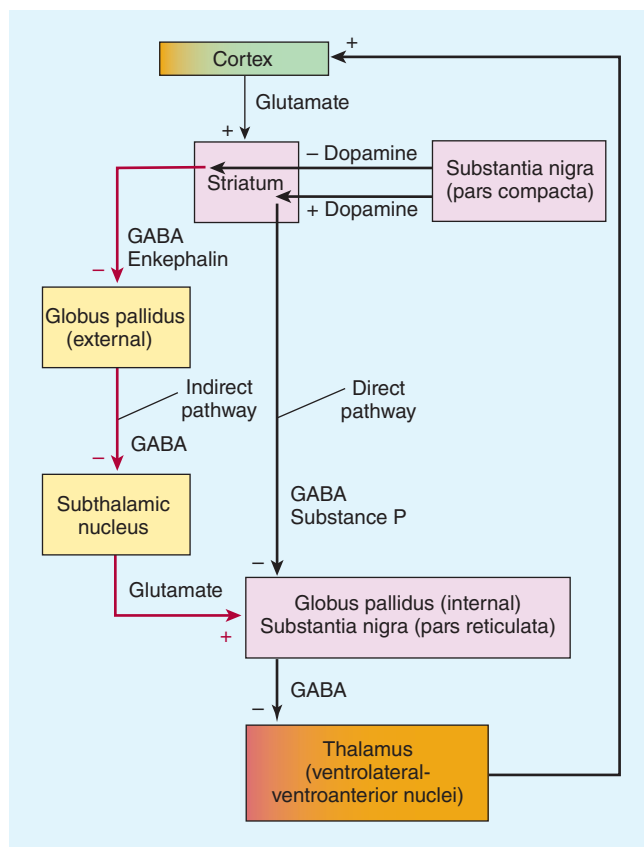 Cortex
+
Glutamate
+
– Dopamine
Striatum
+ Dopamine
Substantia nigra
(pars compacta)
GABA
Enkephalin
–
Globus pallidus
(external)
Indirect
pathway
Direct
pathway
GABA
–
Subthalamic
nucleus
GABA
Substance P
–
Glutamate
+
Globus pallidus (internal)
Substantia nigra (pars reticulata)
GABA
–
Thalamus
(ventrolateral-
ventroanterior nuclei)